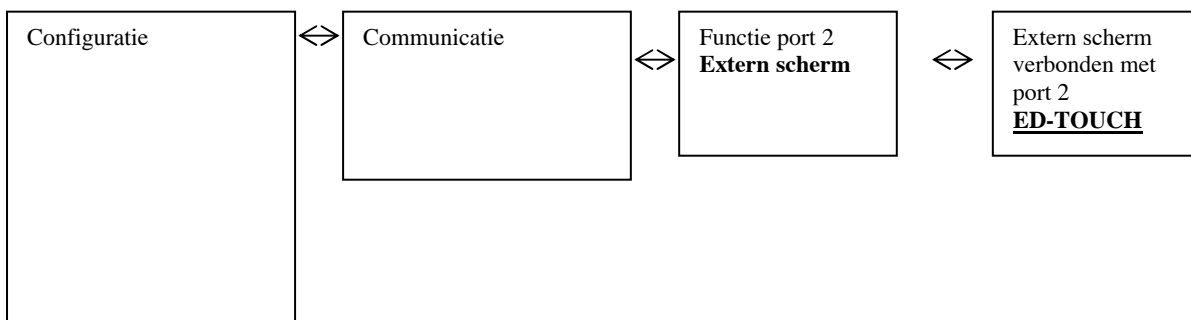 Configuratie
Communicatie
Functie port 2
Extern scherm
Extern scherm
verbonden met
port 2
ED-TOUCH